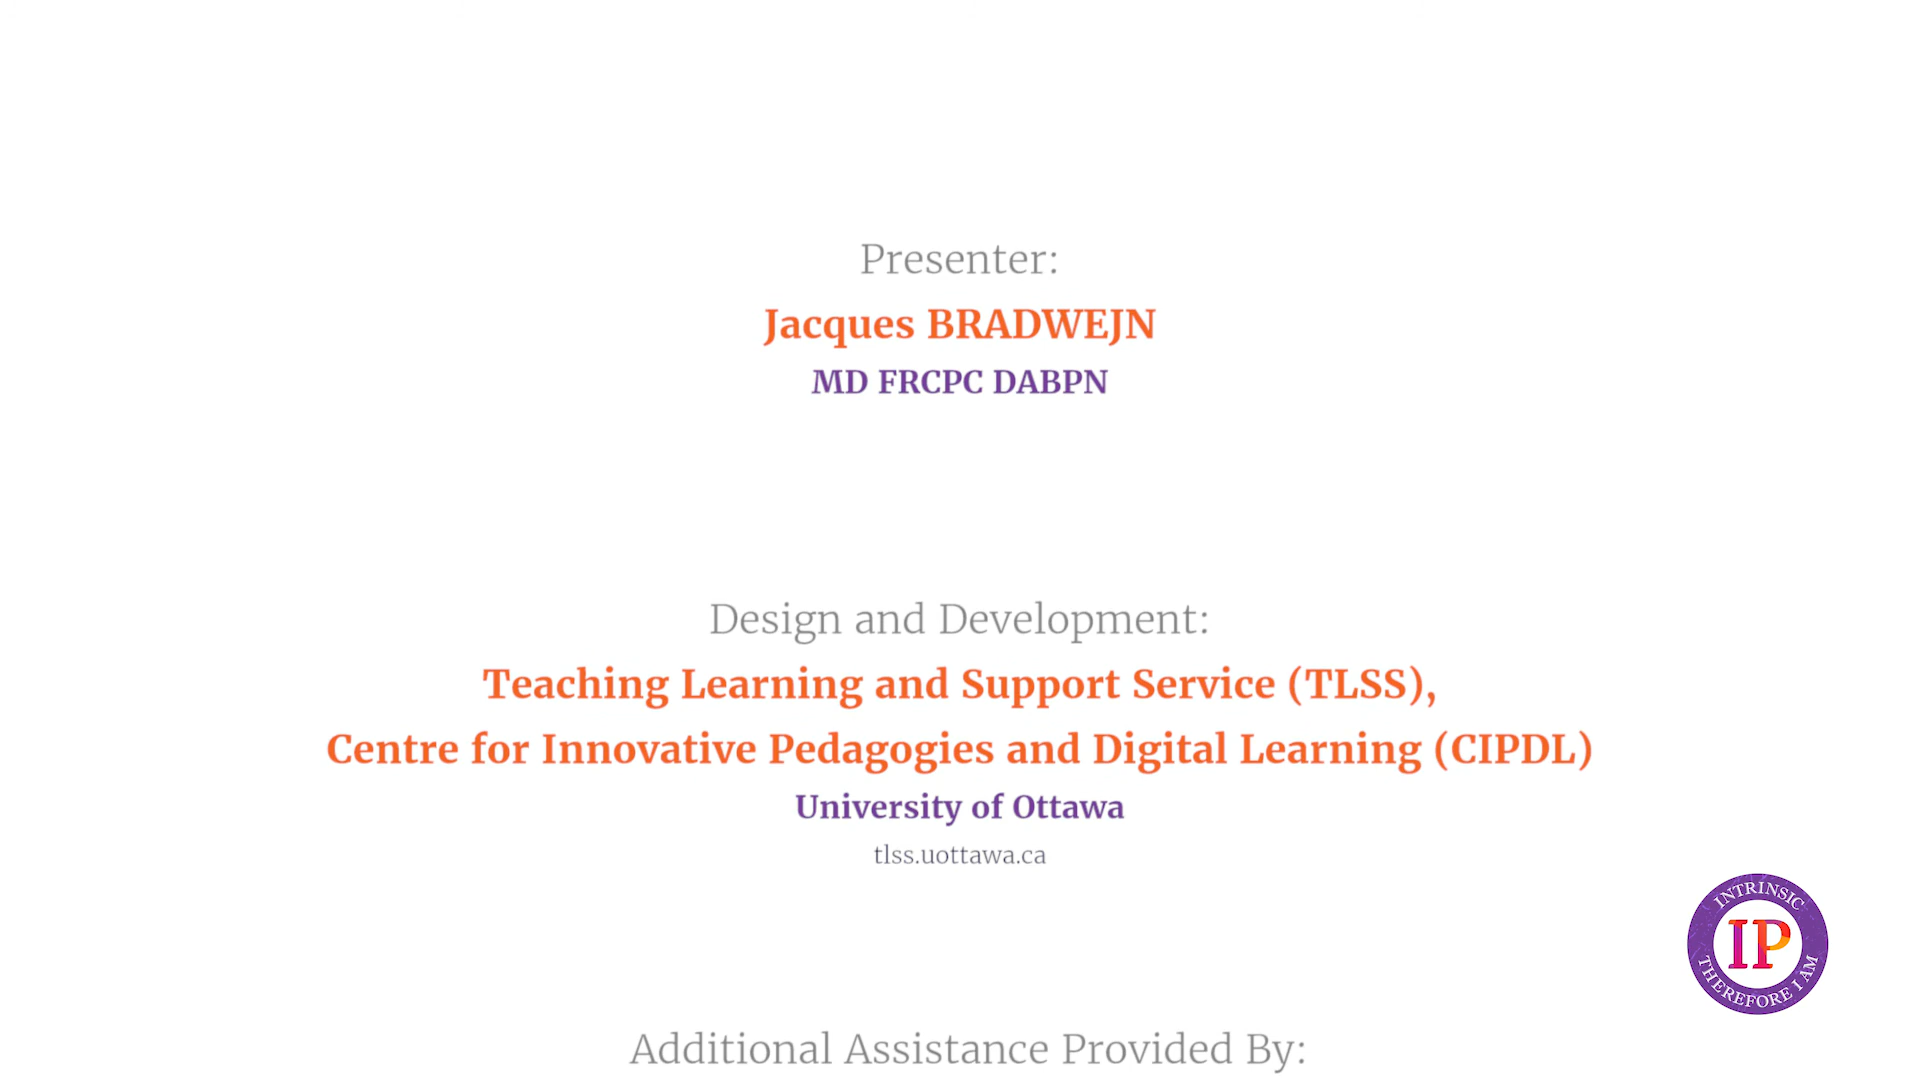 Presenter:
Jacques BRADWEJN
MD FRCPC DABPN
Design and Development:
Teaching Learning and Support Service (TLSS),
Centre for Innovative Pedagogies and Digital Learning (CIPDL)
University of Ottawa
tlss.uottawa.ca
INTRINSIC
IP
THEREFORE I AM
Additional Assistance Provided By: